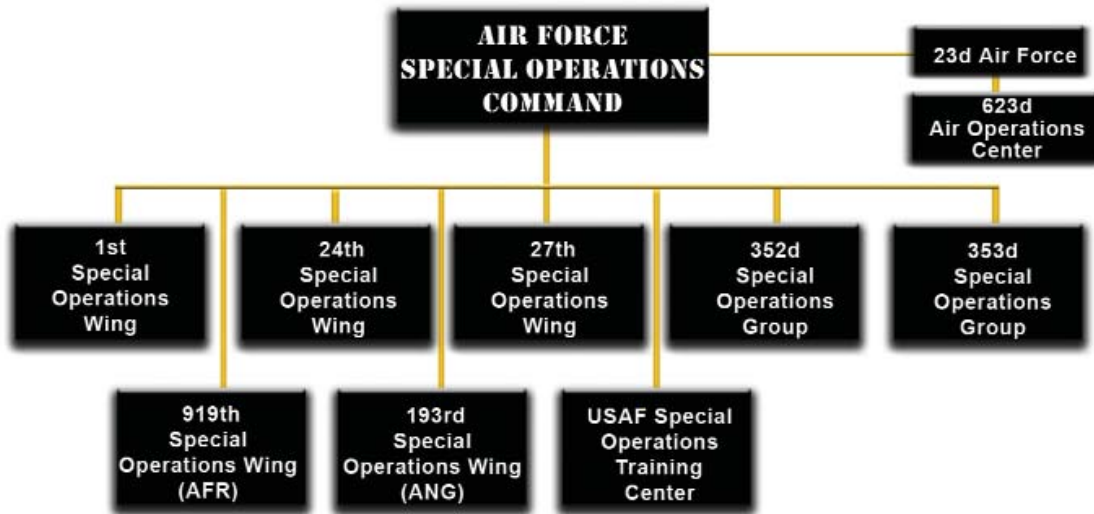 AIR FORCE
SPECIAL OPERATIONS
COMMAND
23d Air Force
623d
Air Operations
Center
1st
Special
Operations
Wing
24th
Special
Operations
Wing
27th
Special
Operations
Wing
352d
Special
Operations
Group
353d
Special
Operations
Group
919th
Special
Operations Wing
(AFR)
193rd
Special
Operations Wing
(ANG)
USAF Special
Operations
Training
Center